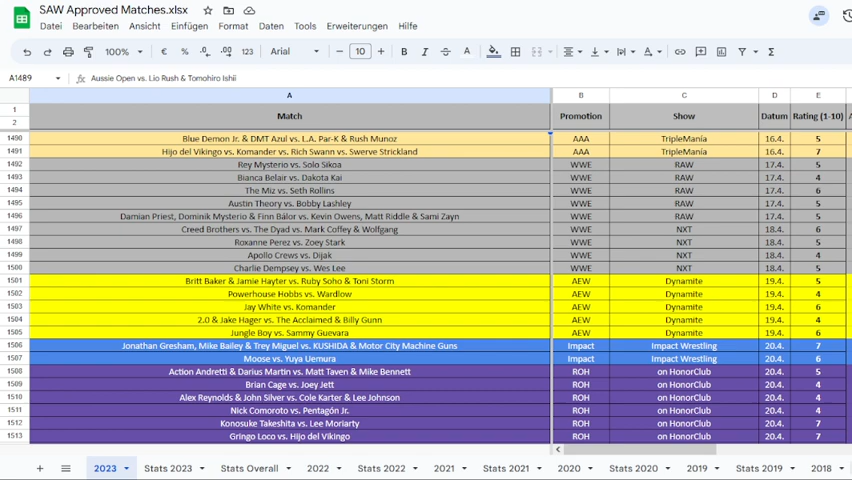 SAW Approved Matches.xlsx
Datei Bearbeiten Ansicht Einfügen Format Daten Tools Erweiterungen Hilfe
100% € % .0 .00 123 Arial 10 B I S A Σ
A1489 fx Aussie Open vs. Lio Rush & Tomohiro Ishii
A B C D E
1 Match Promotion Show Datum Rating (1-10)
2
1490 Blue Demon Jr. & DMT Azul vs. L.A. Par-K & Rush Munoz AAA TripleManía 16.4. 5
1491 Hijo del Vikingo vs. Komander vs. Rich Swann vs. Swerve Strickland AAA TripleManía 16.4. 7
1492 Rey Mysterio vs. Solo Sikoa WWE RAW 17.4. 5
1493 Bianca Belair vs. Dakota Kai WWE RAW 17.4. 4
1494 The Miz vs. Seth Rollins WWE RAW 17.4. 6
1495 Austin Theory vs. Bobby Lashley WWE RAW 17.4. 5
1496 Damian Priest, Dominik Mysterio & Finn Bálor vs. Kevin Owens, Matt Riddle & Sami Zayn WWE RAW 17.4. 5
1497 Creed Brothers vs. The Dyad vs. Mark Coffey & Wolfgang WWE NXT 18.4. 6
1498 Roxanne Perez vs. Zoey Stark WWE NXT 18.4. 5
1499 Apollo Crews vs. Dijak WWE NXT 18.4. 4
1500 Charlie Dempsey vs. Wes Lee WWE NXT 18.4. 5
1501 Britt Baker & Jamie Hayter vs. Ruby Soho & Toni Storm AEW Dynamite 19.4. 5
1502 Powerhouse Hobbs vs. Wardlow AEW Dynamite 19.4. 4
1503 Jay White vs. Komander AEW Dynamite 19.4. 6
1504 2.0 & Jake Hager vs. The Acclaimed & Billy Gunn AEW Dynamite 19.4. 4
1505 Jungle Boy vs. Sammy Guevara AEW Dynamite 19.4. 6
1506 Jonathan Gresham, Mike Bailey & Trey Miguel vs. KUSHIDA & Motor City Machine Guns Impact Impact Wrestling 20.4. 7
1507 Moose vs. Yuya Uemura Impact Impact Wrestling 20.4. 6
1508 Action Andretti & Darius Martin vs. Matt Taven & Mike Bennett ROH on HonorClub 20.4. 5
1509 Brian Cage vs. Joey Jett ROH on HonorClub 20.4. 4
1510 Alex Reynolds & John Silver vs. Cole Karter & Lee Johnson ROH on HonorClub 20.4. 4
1511 Nick Comoroto vs. Pentagón Jr. ROH on HonorClub 20.4. 4
1512 Konosuke Takeshita vs. Lee Moriarty ROH on HonorClub 20.4. 7
1513 Gringo Loco vs. Hijo del Vikingo ROH on HonorClub 20.4. 7
2023 Stats 2023 Stats Overall 2022 Stats 2022 2021 Stats 2021 2020 Stats 2020 2019 Stats 2019 2018